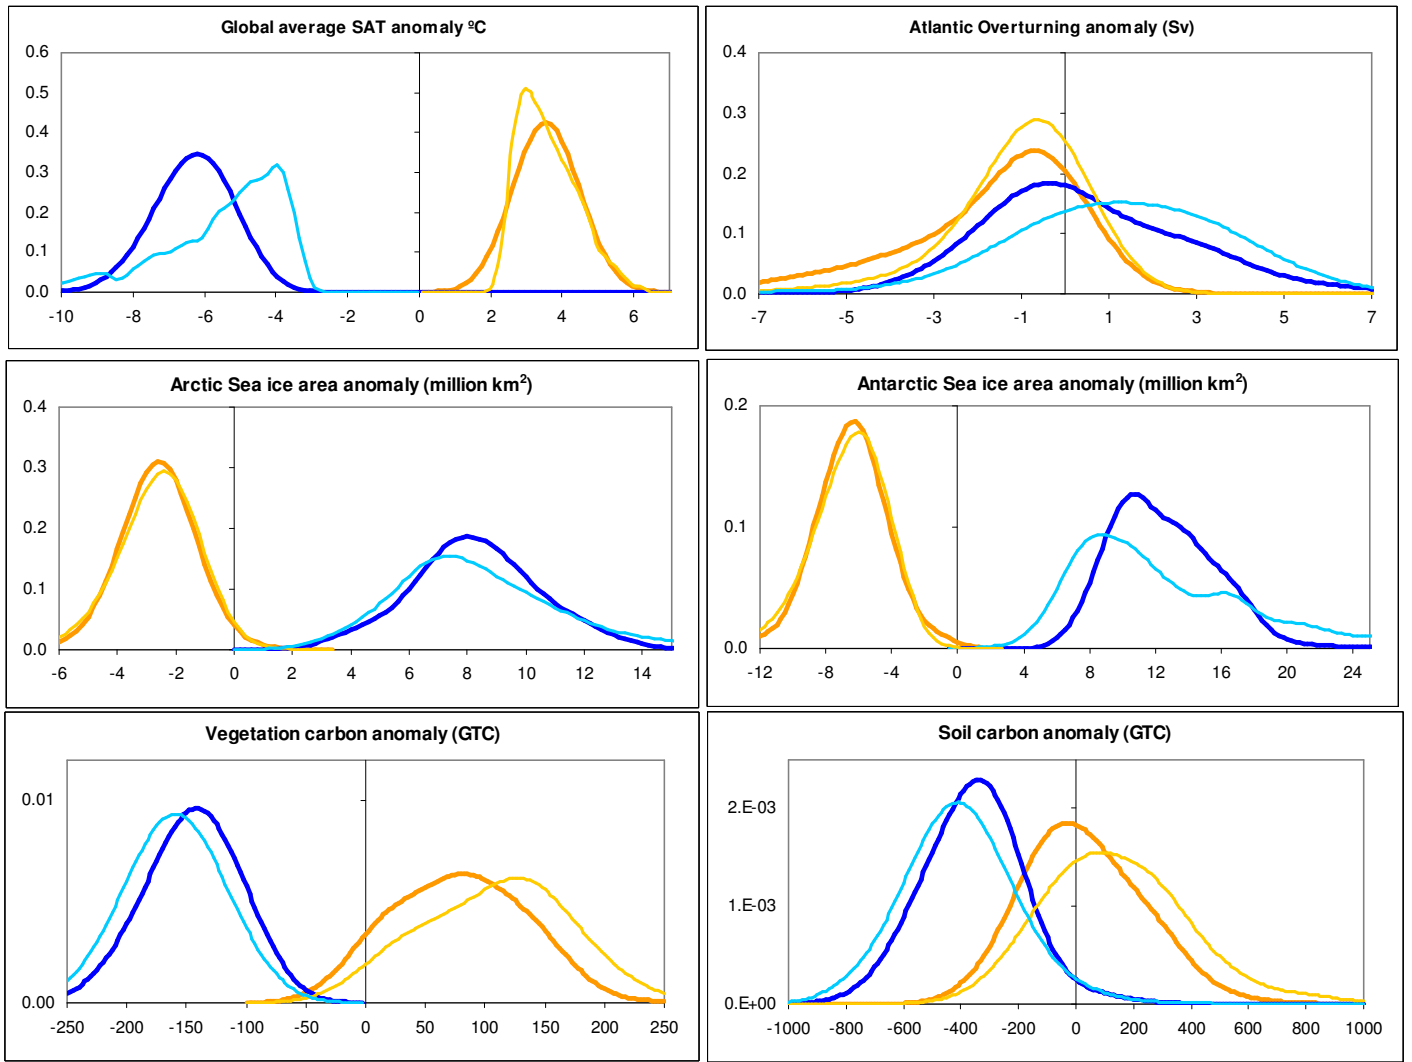 Global average SAT anomaly ºC
0.6
0.5
0.4
0.3
0.2
0.1
0.0
-10 -8 -6 -4 -2 0 2 4 6
Atlantic Overturning anomaly (Sv)
0.4
0.3
0.2
0.1
0.0
-7 -5 -3 -1 1 3 5 7
Arctic Sea ice area anomaly (million km²)
0.4
0.3
0.2
0.1
0.0
-6 -4 -2 0 2 4 6 8 10 12 14
Antarctic Sea ice area anomaly (million km²)
0.2
0.1
0.0
-12 -8 -4 0 4 8 12 16 20 24
Vegetation carbon anomaly (GTC)
0.01
0.00
-250 -200 -150 -100 -50 0 50 100 150 200 250
Soil carbon anomaly (GTC)
2.E-03
1.E-03
0.E+00
-1000 -800 -600 -400 -200 0 200 400 600 800 1000